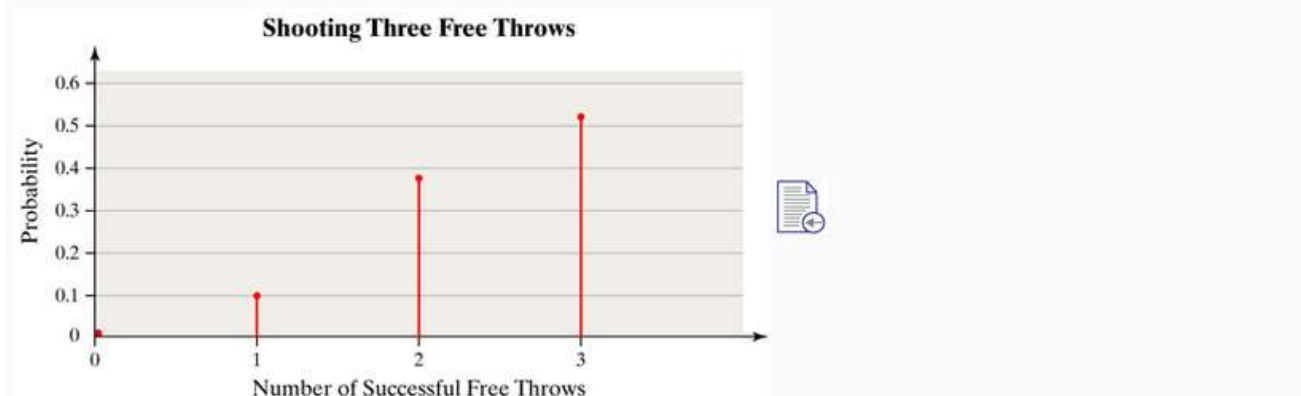 Shooting Three Free Throws
Probability
0.6
0.5
0.4
0.3
0.2
0.1
0
0 1 2 3
Number of Successful Free Throws